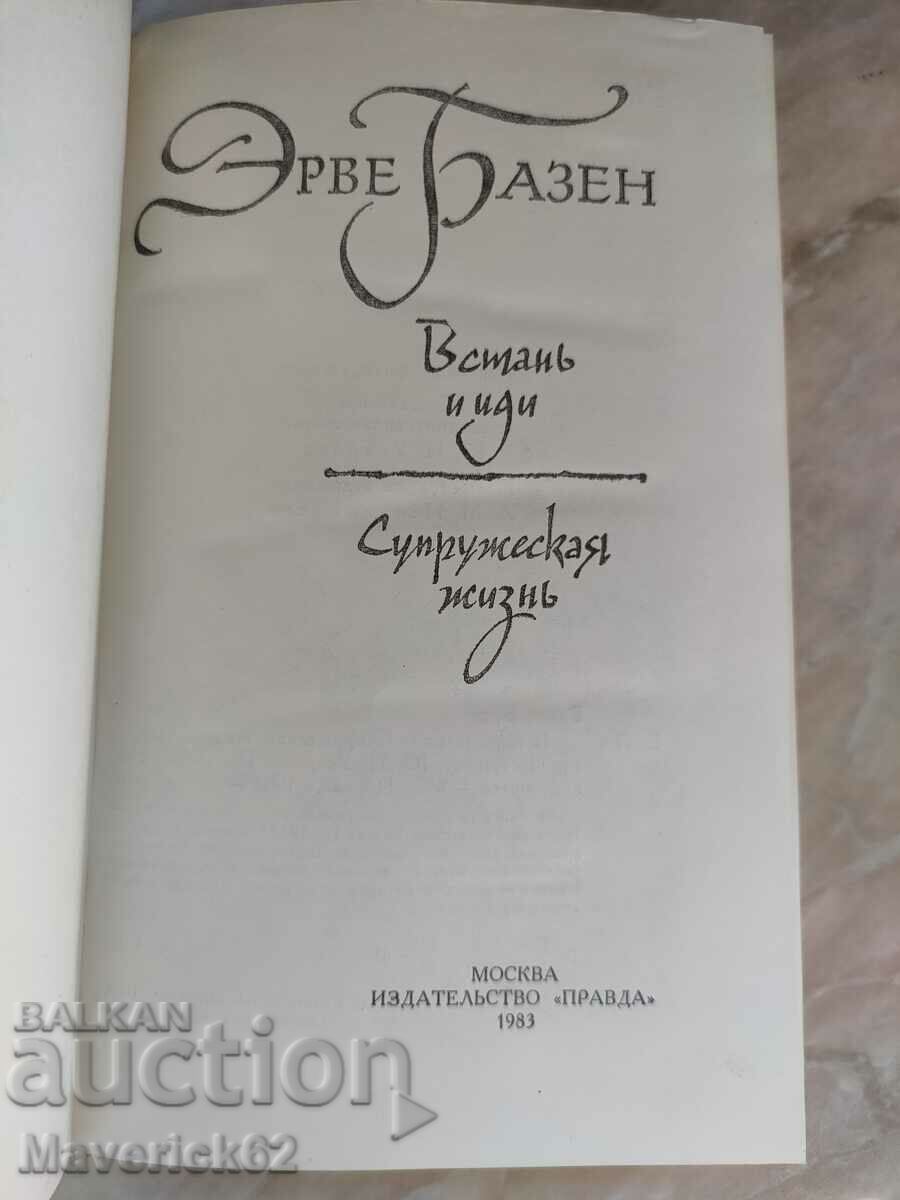 ЭРВЕ БАЗЕН
Встань
и иди
Супружеская
жизнь
МОСКВА
ИЗДАТЕЛЬСТВО «ПРАВДА»
1983
BALKAN
auction
Maverick62